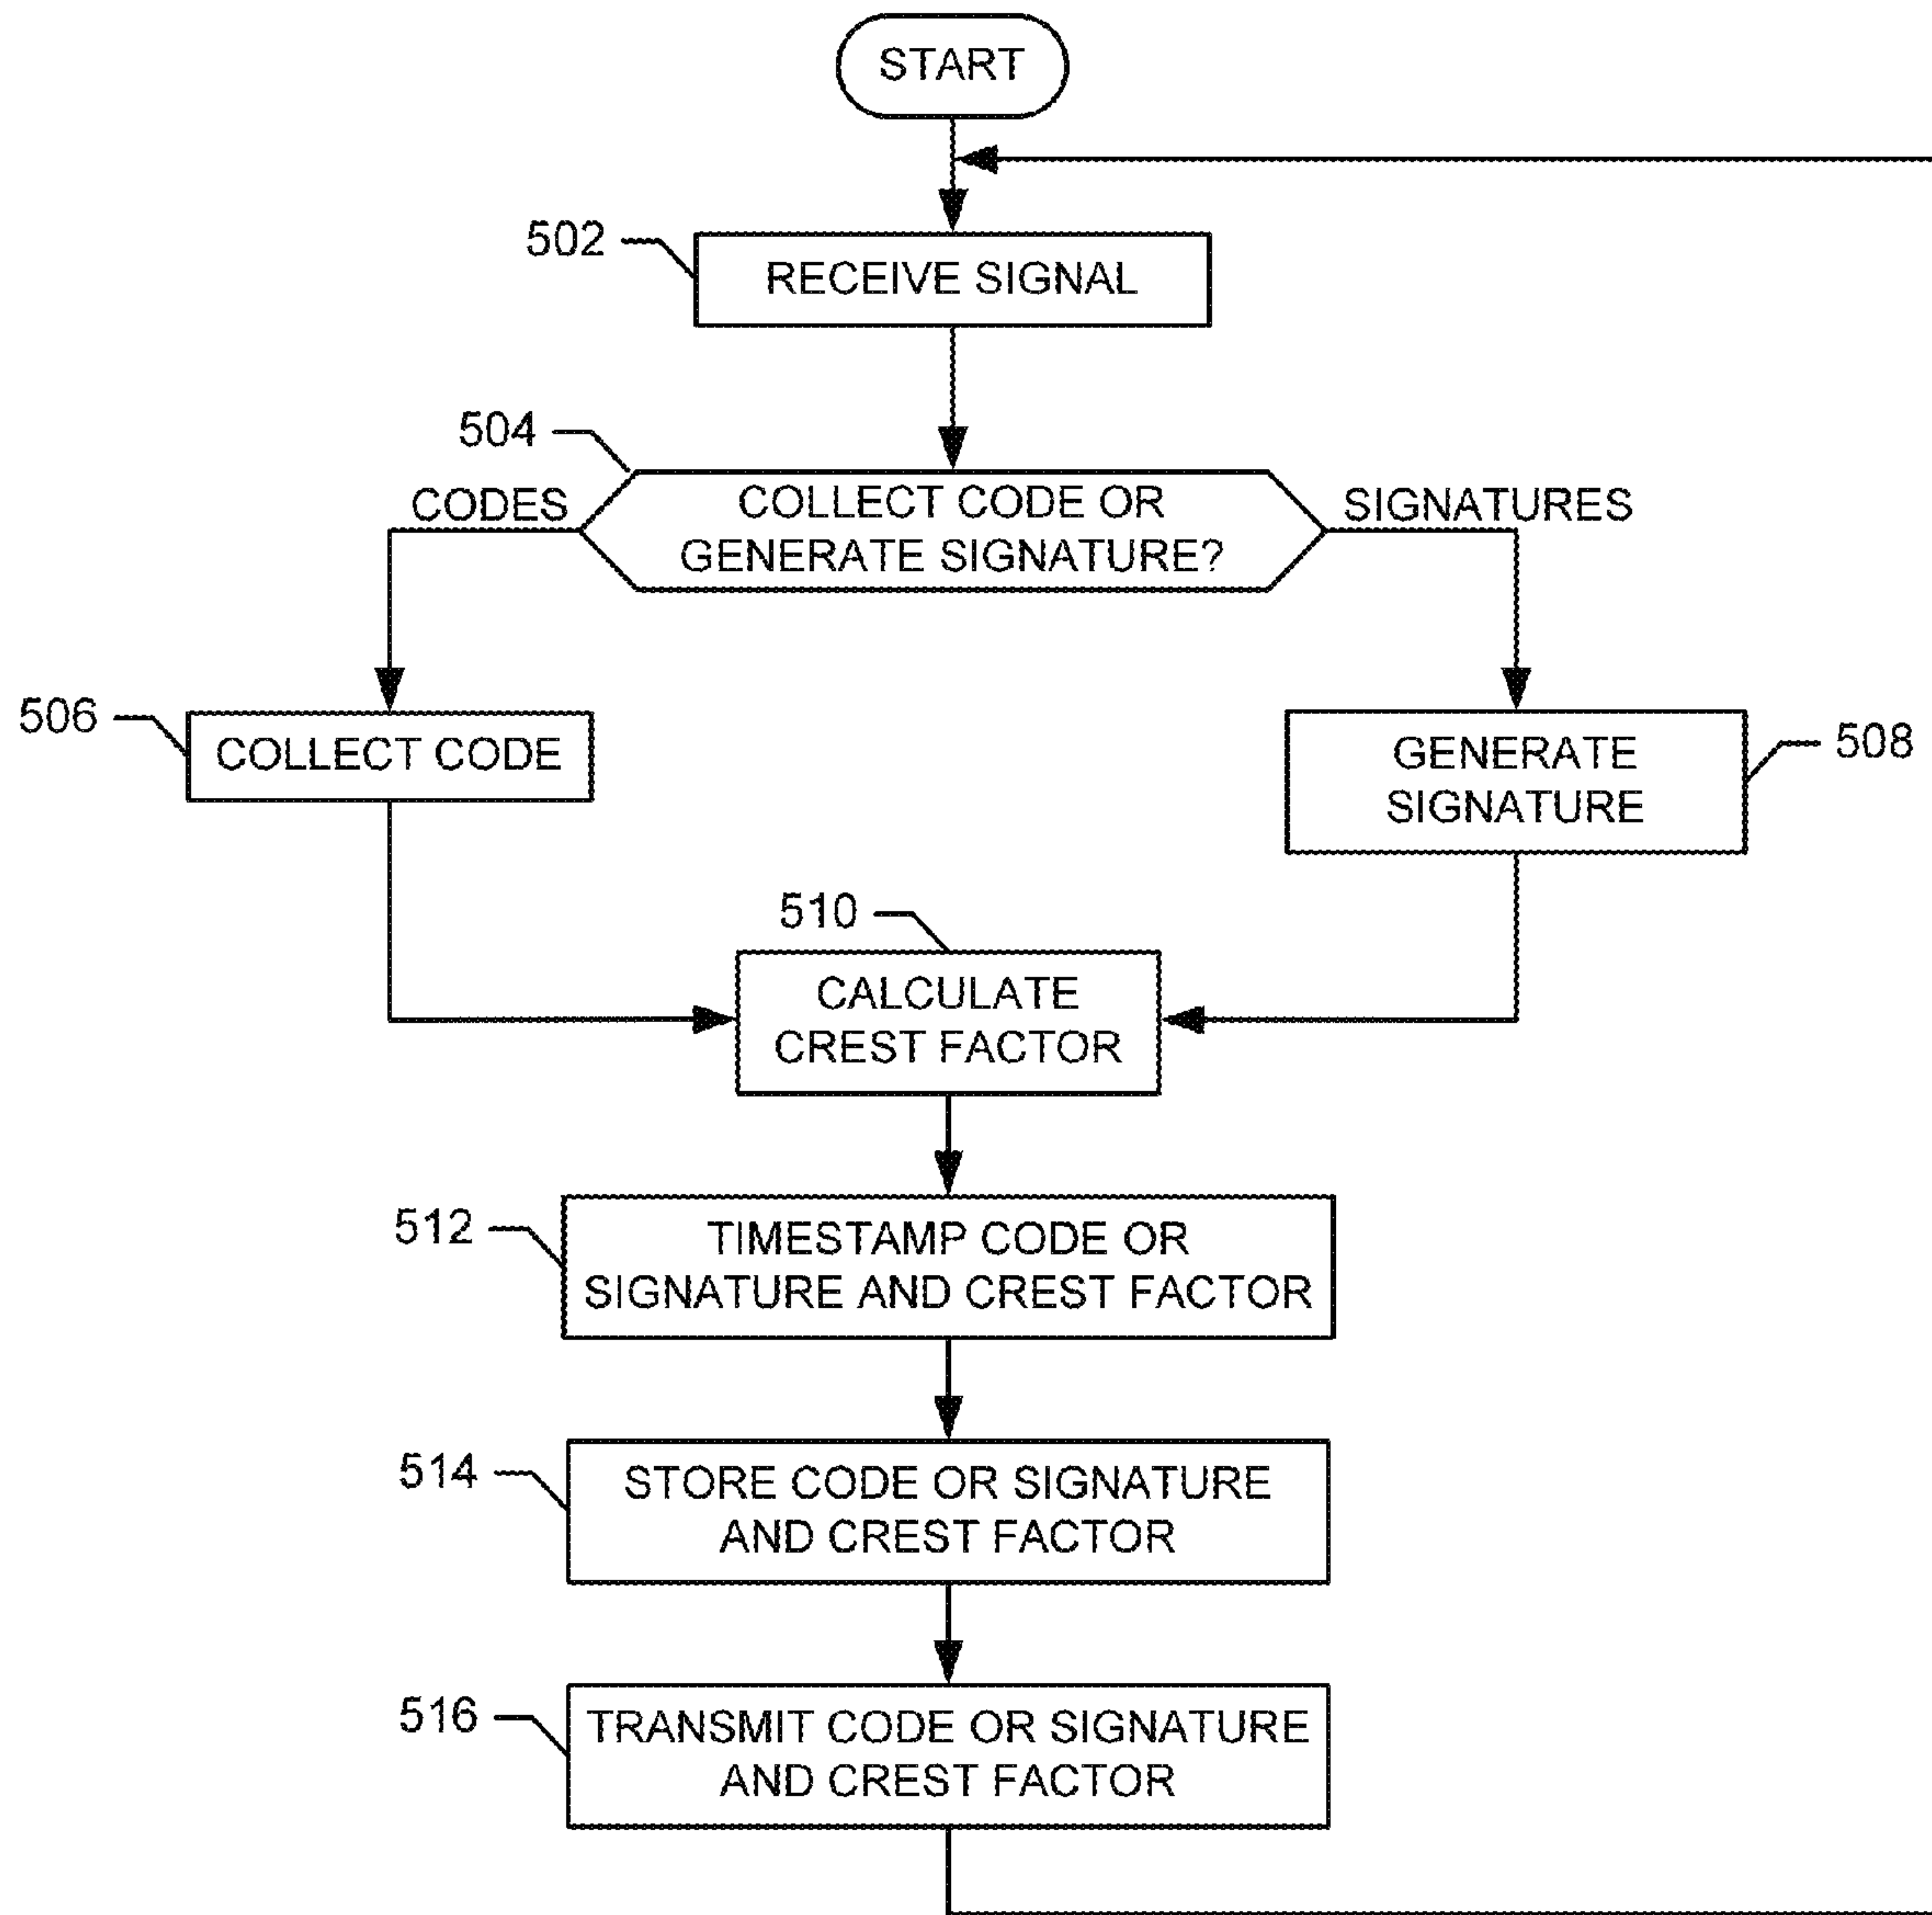 START
502
RECEIVE SIGNAL
504
CODES
COLLECT CODE OR
GENERATE SIGNATURE?
SIGNATURES
506
COLLECT CODE
GENERATE
SIGNATURE
508
510
CALCULATE
CREST FACTOR
512
TIMESTAMP CODE OR
SIGNATURE AND CREST FACTOR
514
STORE CODE OR SIGNATURE
AND CREST FACTOR
516
TRANSMIT CODE OR SIGNATURE
AND CREST FACTOR